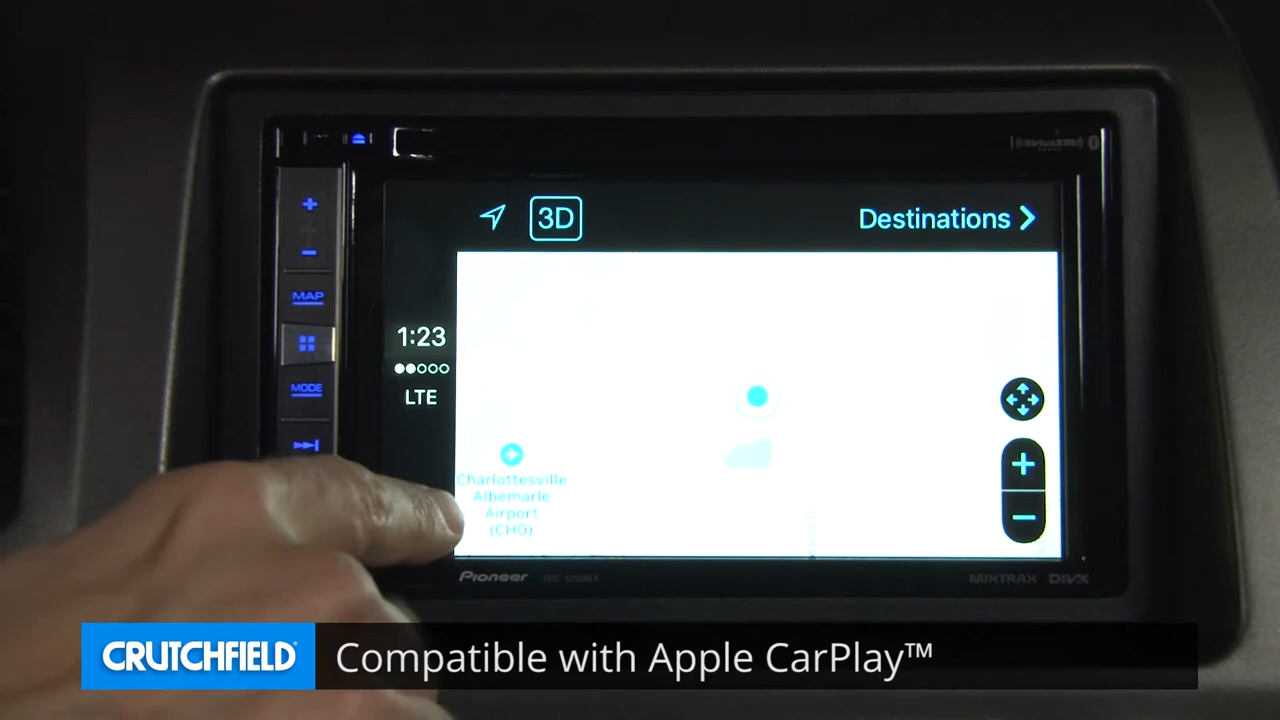 SiriusXM
3D
Destinations
MAP
1:23
LTE
MODE
Charlottesville
Albemarle
Airport
(CHO)
Pioneer
MIXTRAX DIVX
CRUTCHFIELD
Compatible with Apple CarPlay™